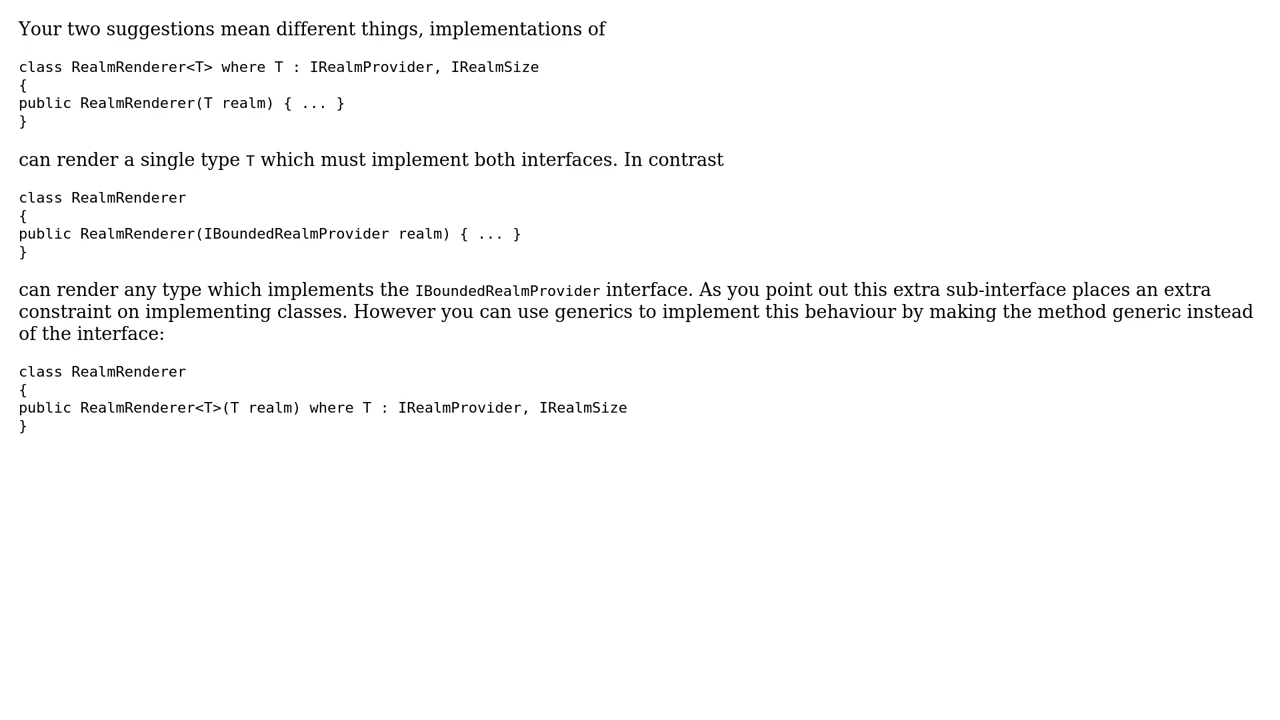 Your two suggestions mean different things, implementations of
class RealmRenderer<T> where T : IRealmProvider, IRealmSize
{
public RealmRenderer(T realm) { ... }
}
can render a single type T which must implement both interfaces. In contrast
class RealmRenderer
{
public RealmRenderer(IBoundedRealmProvider realm) { ... }
}
can render any type which implements the IBoundedRealmProvider interface. As you point out this extra sub-interface places an extra
constraint on implementing classes. However you can use generics to implement this behaviour by making the method generic instead
of the interface:
class RealmRenderer
{
public RealmRenderer<T>(T realm) where T : IRealmProvider, IRealmSize
}